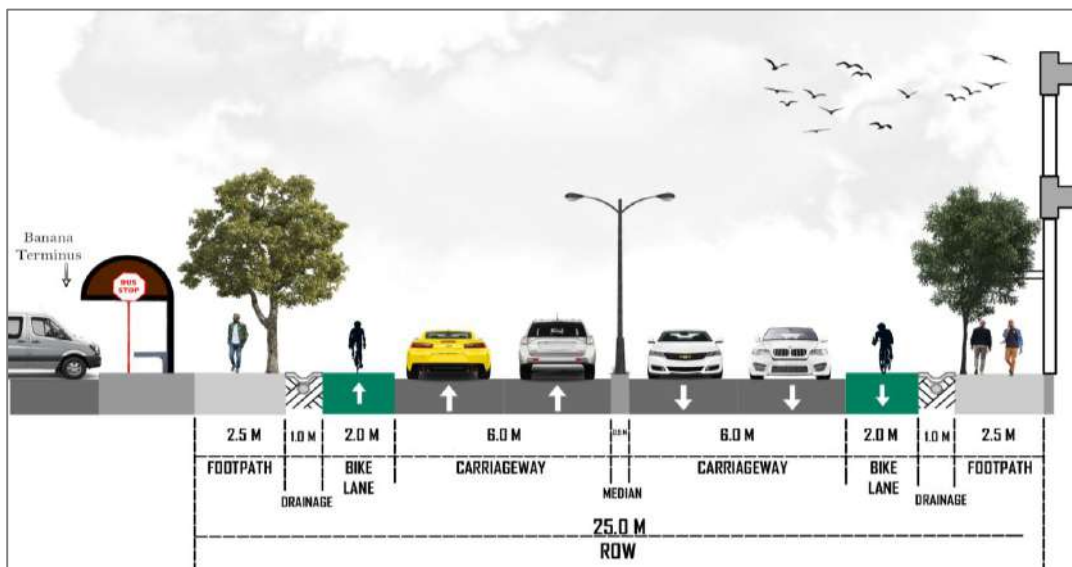 Banana
Terminus
BUS
STOP
2.5 M 1.0 M 2.0 M 6.0 M 6.0 M 2.0 M 1.0 M 2.5 M
FOOTPATH BIKE CARRIAGEWAY CARRIAGEWAY BIKE FOOTPATH
DRAINAGE LANE MEDIAN LANE DRAINAGE
25.0 M
ROW